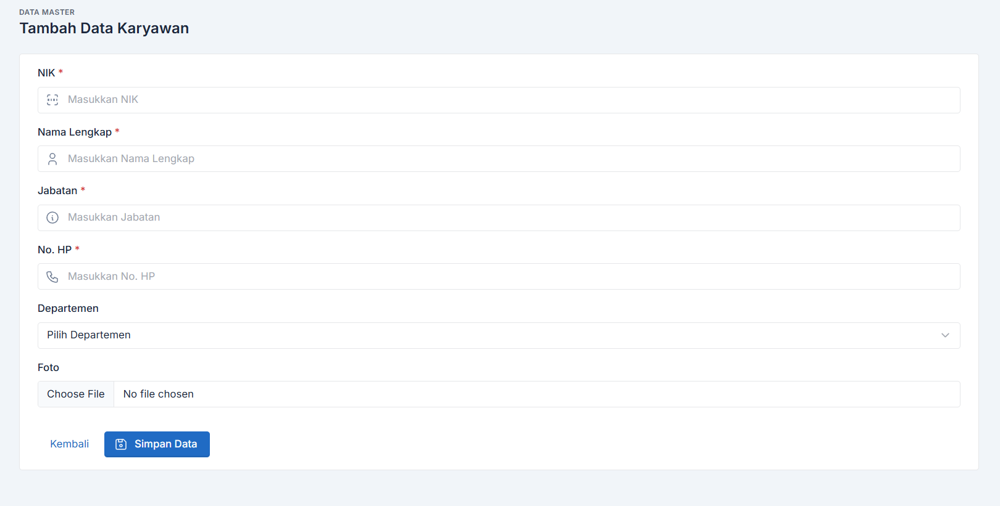 DATA MASTER
Tambah Data Karyawan
NIK *
Masukkan NIK
Nama Lengkap *
Masukkan Nama Lengkap
Jabatan *
Masukkan Jabatan
No. HP *
Masukkan No. HP
Departemen
Pilih Departemen
Foto
Choose File No file chosen
Kembali Simpan Data